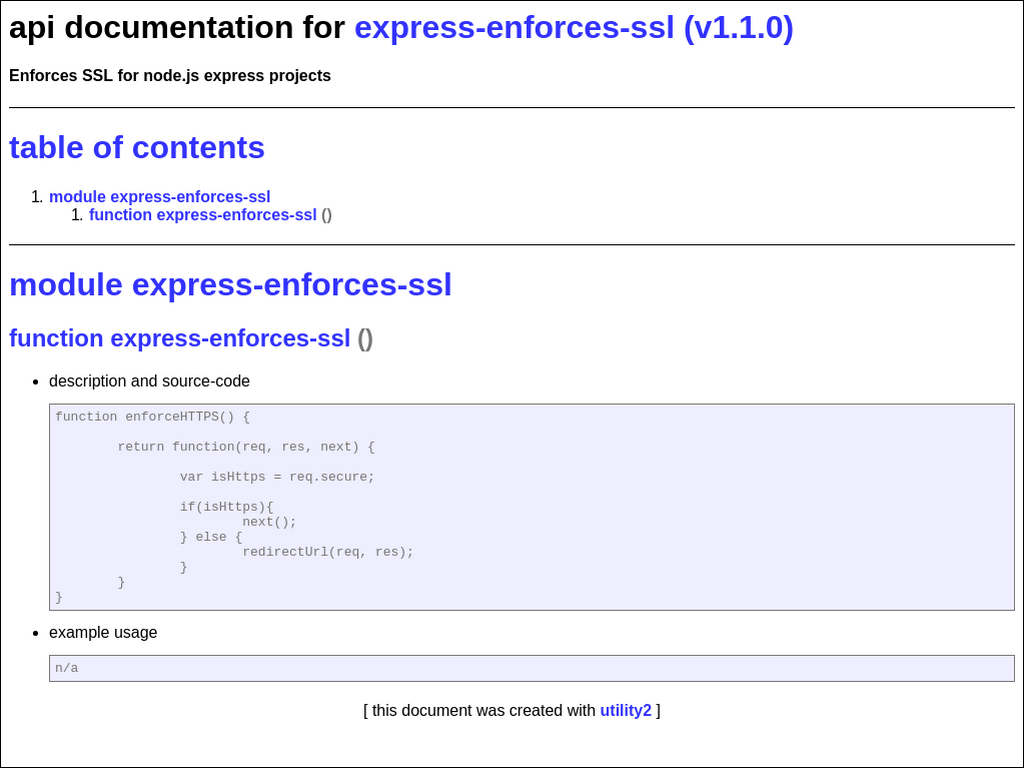 api documentation for express-enforces-ssl (v1.1.0)
Enforces SSL for node.js express projects
table of contents
1. module express-enforces-ssl
1. function express-enforces-ssl ()
module express-enforces-ssl
function express-enforces-ssl ()
• description and source-code
function enforceHTTPS() {
return function(req, res, next) {
var isHttps = req.secure;
if(isHttps){
next();
} else {
redirectUrl(req, res);
}
}
}
• example usage
n/a
[ this document was created with utility2 ]